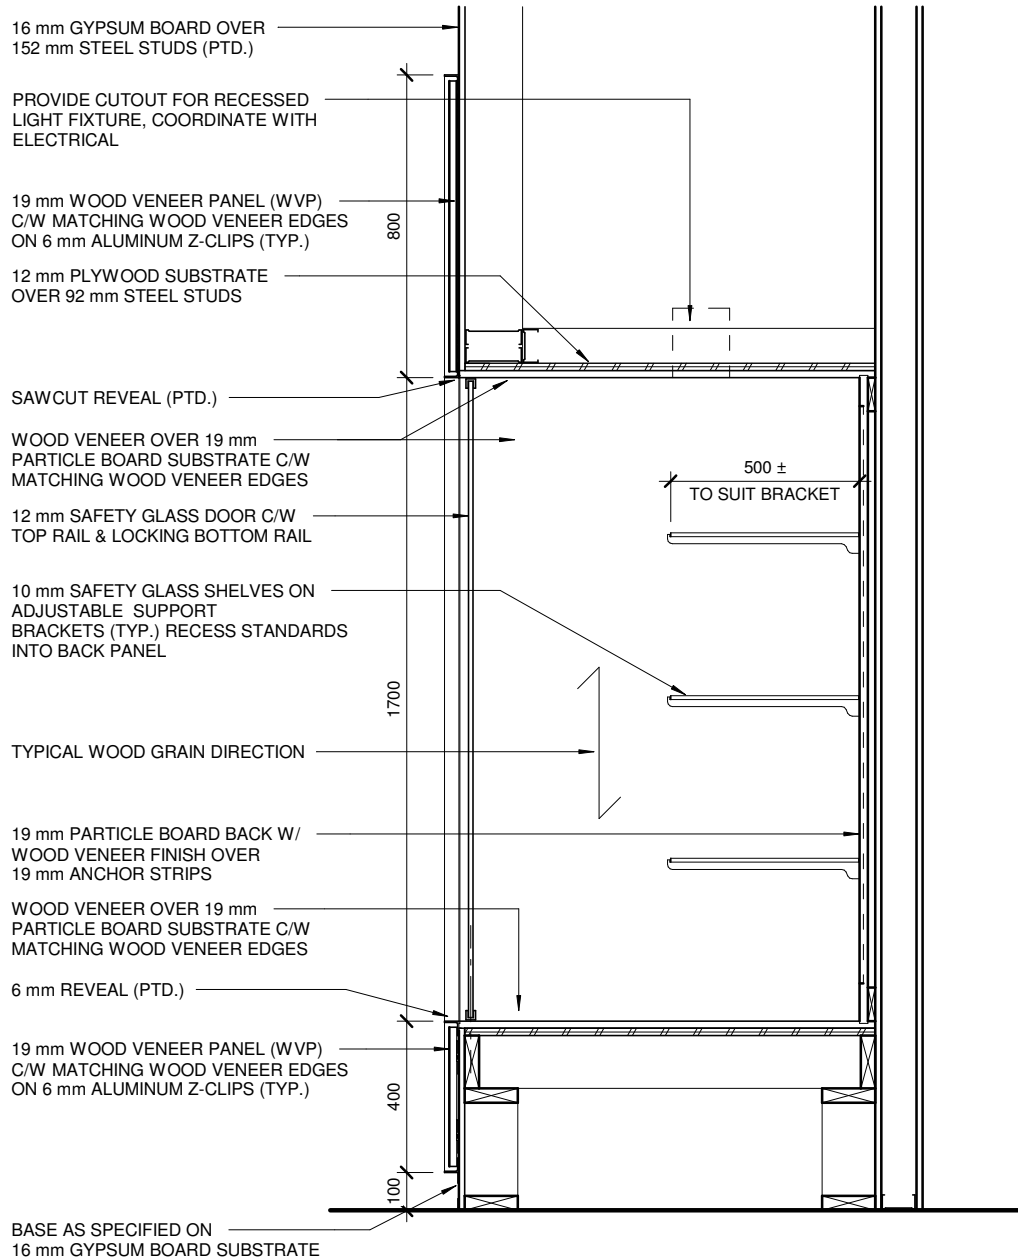 16 mm GYPSUM BOARD OVER
152 mm STEEL STUDS (PTD.)
PROVIDE CUTOUT FOR RECESSED
LIGHT FIXTURE, COORDINATE WITH
ELECTRICAL
19 mm WOOD VENEER PANEL (WVP)
C/W MATCHING WOOD VENEER EDGES
ON 6 mm ALUMINUM Z-CLIPS (TYP.)
800
12 mm PLYWOOD SUBSTRATE
OVER 92 mm STEEL STUDS
SAWCUT REVEAL (PTD.)
WOOD VENEER OVER 19 mm
PARTICLE BOARD SUBSTRATE C/W
MATCHING WOOD VENEER EDGES
500 ±
TO SUIT BRACKET
12 mm SAFETY GLASS DOOR C/W
TOP RAIL & LOCKING BOTTOM RAIL
10 mm SAFETY GLASS SHELVES ON
ADJUSTABLE SUPPORT
BRACKETS (TYP.) RECESS STANDARDS
INTO BACK PANEL
1700
TYPICAL WOOD GRAIN DIRECTION
19 mm PARTICLE BOARD BACK W/
WOOD VENEER FINISH OVER
19 mm ANCHOR STRIPS
WOOD VENEER OVER 19 mm
PARTICLE BOARD SUBSTRATE C/W
MATCHING WOOD VENEER EDGES
6 mm REVEAL (PTD.)
19 mm WOOD VENEER PANEL (WVP)
C/W MATCHING WOOD VENEER EDGES
ON 6 mm ALUMINUM Z-CLIPS (TYP.)
400
100
BASE AS SPECIFIED ON
16 mm GYPSUM BOARD SUBSTRATE